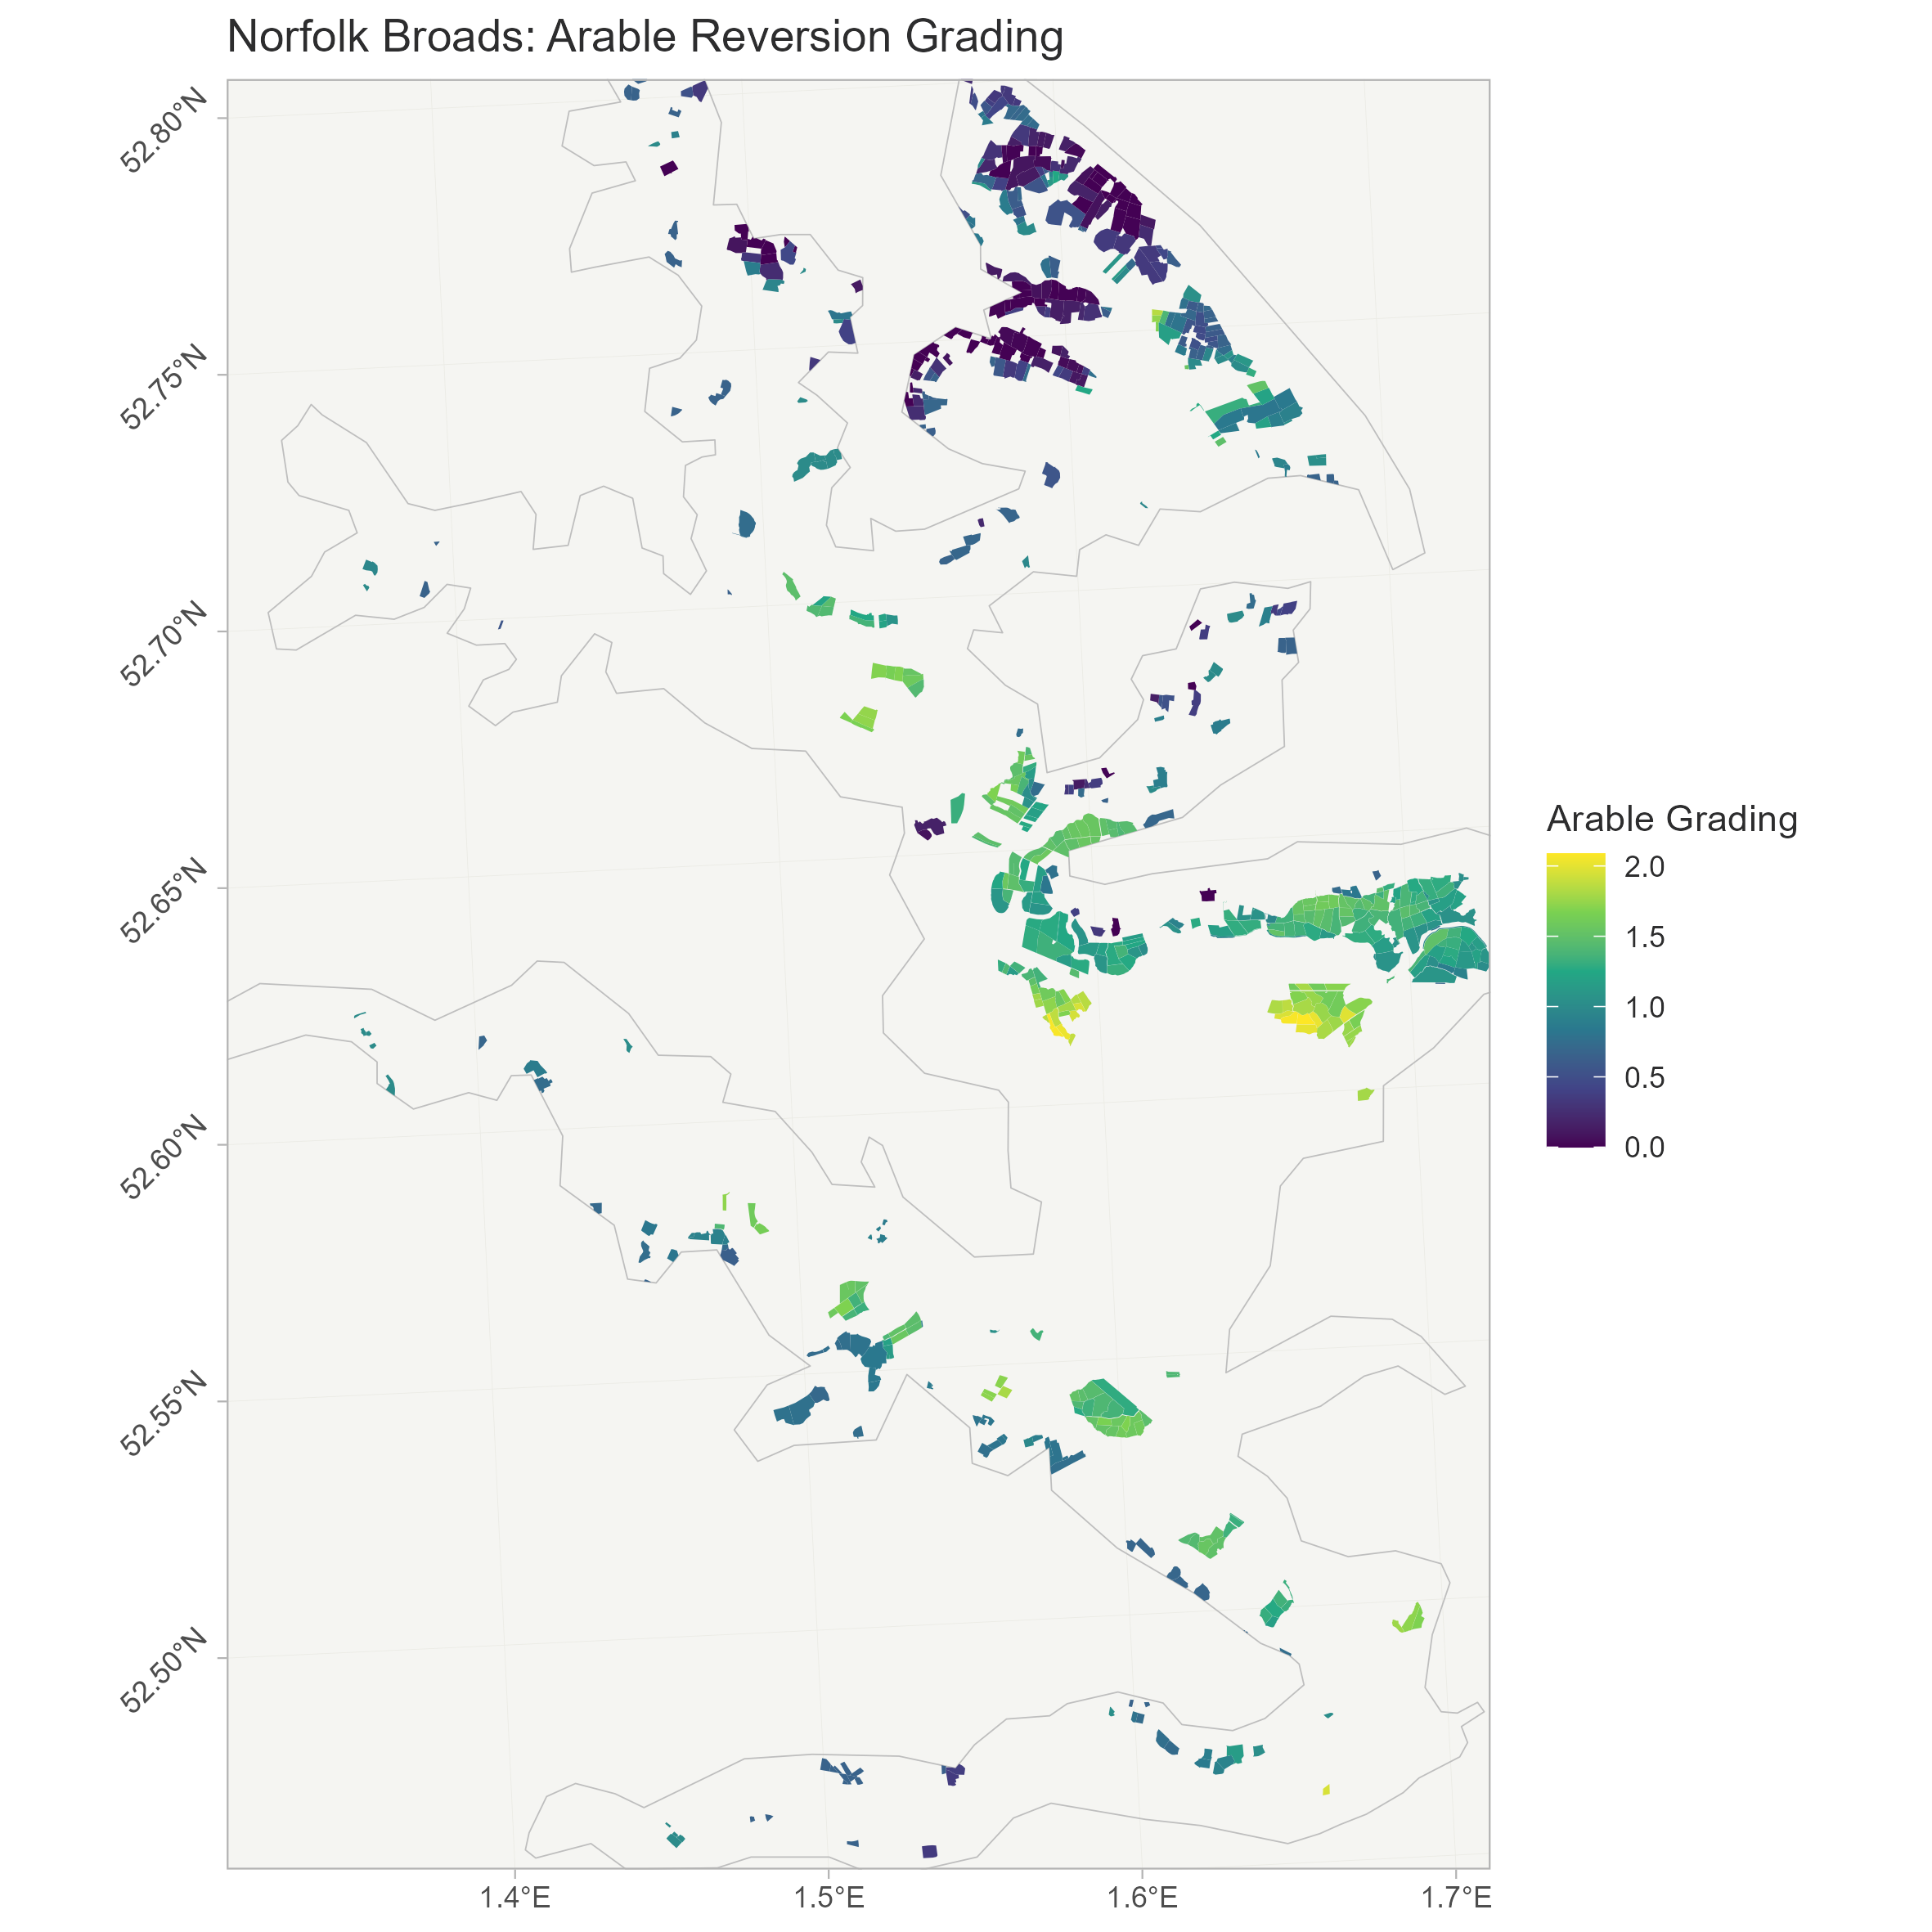 Norfolk Broads: Arable Reversion Grading
52.80°N
52.75°N
52.70°N
52.65°N
52.60°N
52.55°N
52.50°N
1.4°E
1.5°E
1.6°E
1.7°E
Arable Grading
2.0
1.5
1.0
0.5
0.0